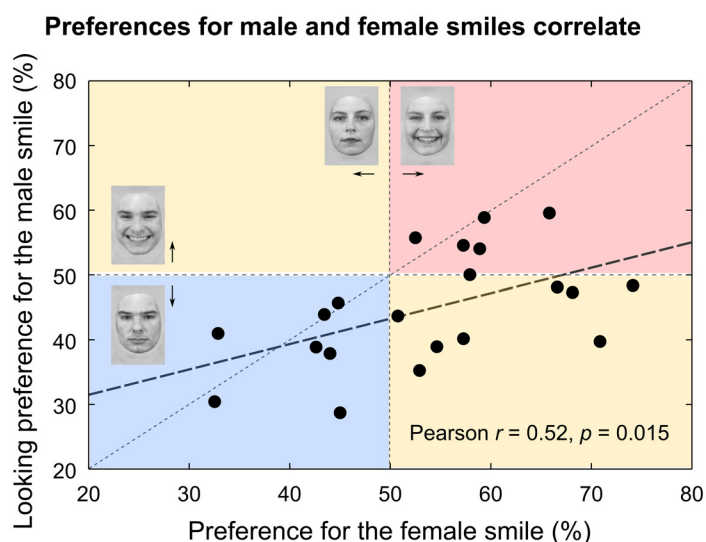 Preferences for male and female smiles correlate
Looking preference for the male smile (%)
80
70
60
50
40
30
20
Pearson r = 0.52, p = 0.015
20 30 40 50 60 70 80
Preference for the female smile (%)